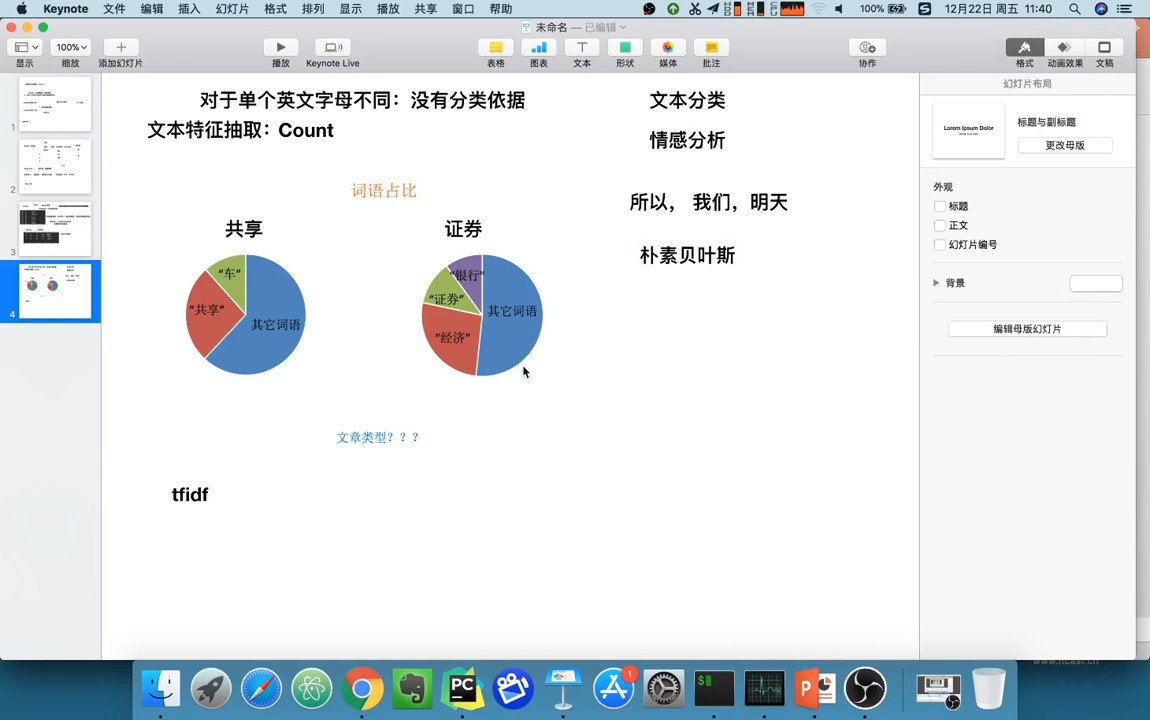 Keynote 文件 编辑 插入 幻灯片 格式 排列 显示 播放 共享 窗口 帮助 100% 12月22日 周五 11:40
未命名 — 已编辑
100%
显示 缩放 添加幻灯片 播放 Keynote Live 表格 图表 文本 形状 媒体 批注 协作 格式 动画效果 文稿
1
2
3
4
对于单个英文字母不同：没有分类依据
文本特征抽取：Count
词语占比
共享
证券
“车”
“共享”
其它词语
“银行”
“证券”
“经济”
其它词语
文章类型？？？
tfidf
文本分类
情感分析
所以， 我们，明天
朴素贝叶斯
幻灯片布局
Lorem Ipsum Dolor
标题与副标题
更改母版
外观
标题
正文
幻灯片编号
背景
编辑母版幻灯片
www.itcast.cn
PC
1
$